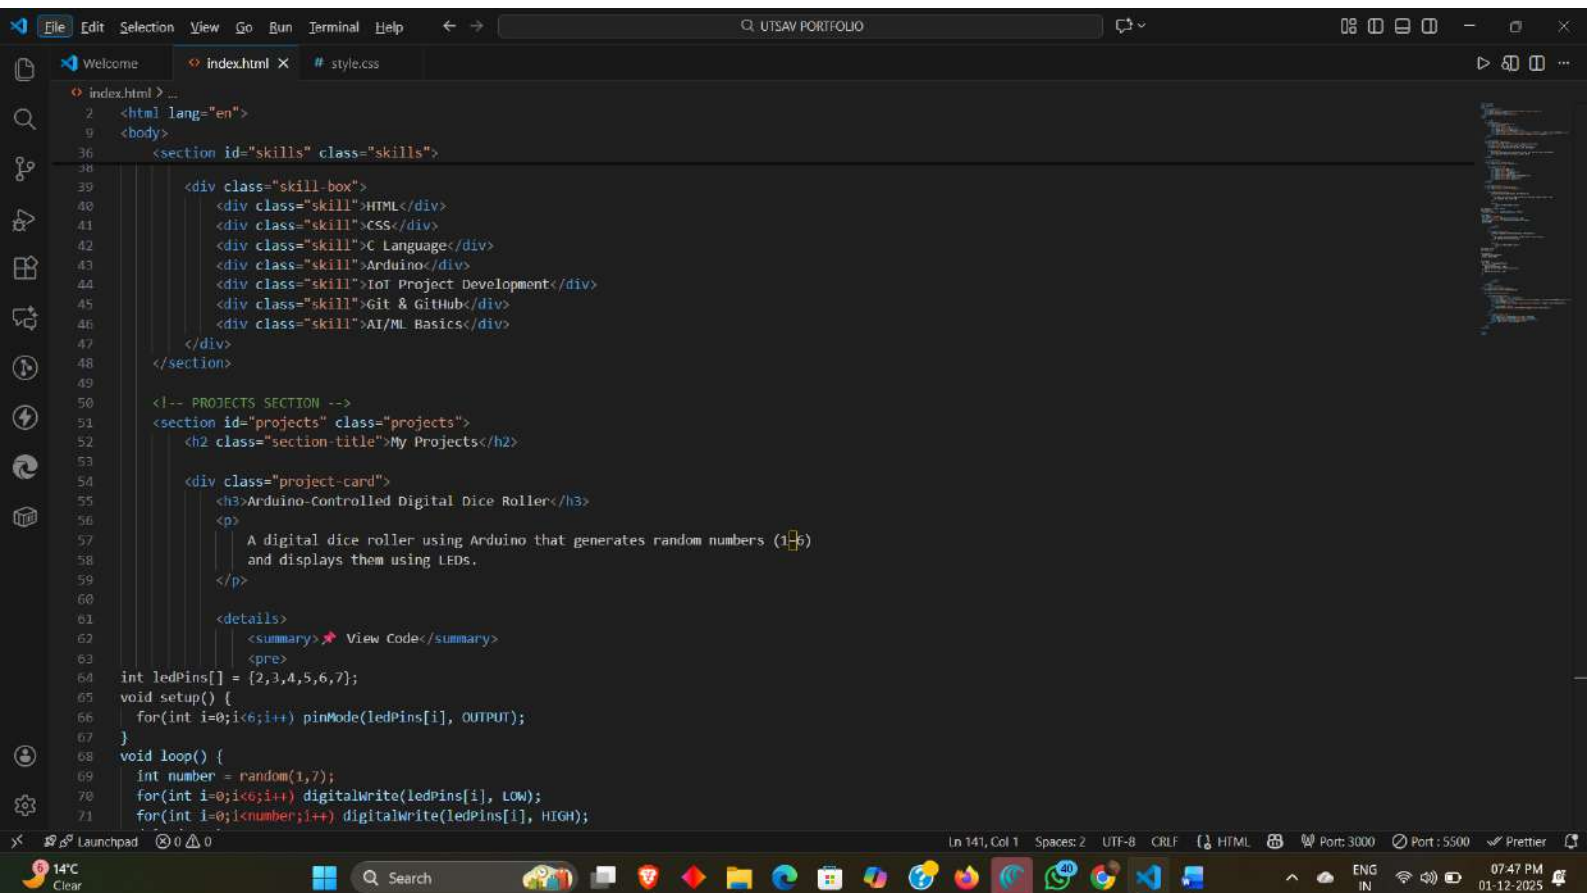 File Edit Selection View Go Run Terminal Help
UTSAV PORTFOLIO
Welcome
index.html
# style.css
index.html > ...
2 <html lang="en">
9 <body>
36 <section id="skills" class="skills">
38
39 <div class="skill-box">
40 <div class="skill">HTML</div>
41 <div class="skill">CSS</div>
42 <div class="skill">C Language</div>
43 <div class="skill">Arduino</div>
44 <div class="skill">IoT Project Development</div>
45 <div class="skill">Git & GitHub</div>
46 <div class="skill">AI/ML Basics</div>
47 </div>
48 </section>
49
50 <!-- PROJECTS SECTION -->
51 <section id="projects" class="projects">
52 <h2 class="section-title">My Projects</h2>
53
54 <div class="project-card">
55 <h3>Arduino-Controlled Digital Dice Roller</h3>
56 <p>
57 A digital dice roller using Arduino that generates random numbers (1–6)
58 and displays them using LEDs.
59 </p>
60
61 <details>
62 <summary>📌 View Code</summary>
63 <pre>
64 int ledPins[] = {2,3,4,5,6,7};
65 void setup() {
66 for(int i=0;i<6;i++) pinMode(ledPins[i], OUTPUT);
67 }
68 void loop() {
69 int number = random(1,7);
70 for(int i=0;i<6;i++) digitalWrite(ledPins[i], LOW);
71 for(int i=0;i<number;i++) digitalWrite(ledPins[i], HIGH);
Launchpad 0 0 Ln 141, Col 1 Spaces: 2 UTF-8 CRLF HTML Port: 3000 Port : 5500 Prettier
6 14°C
Clear
Search
40
ENG
IN
07:47 PM
01-12-2025